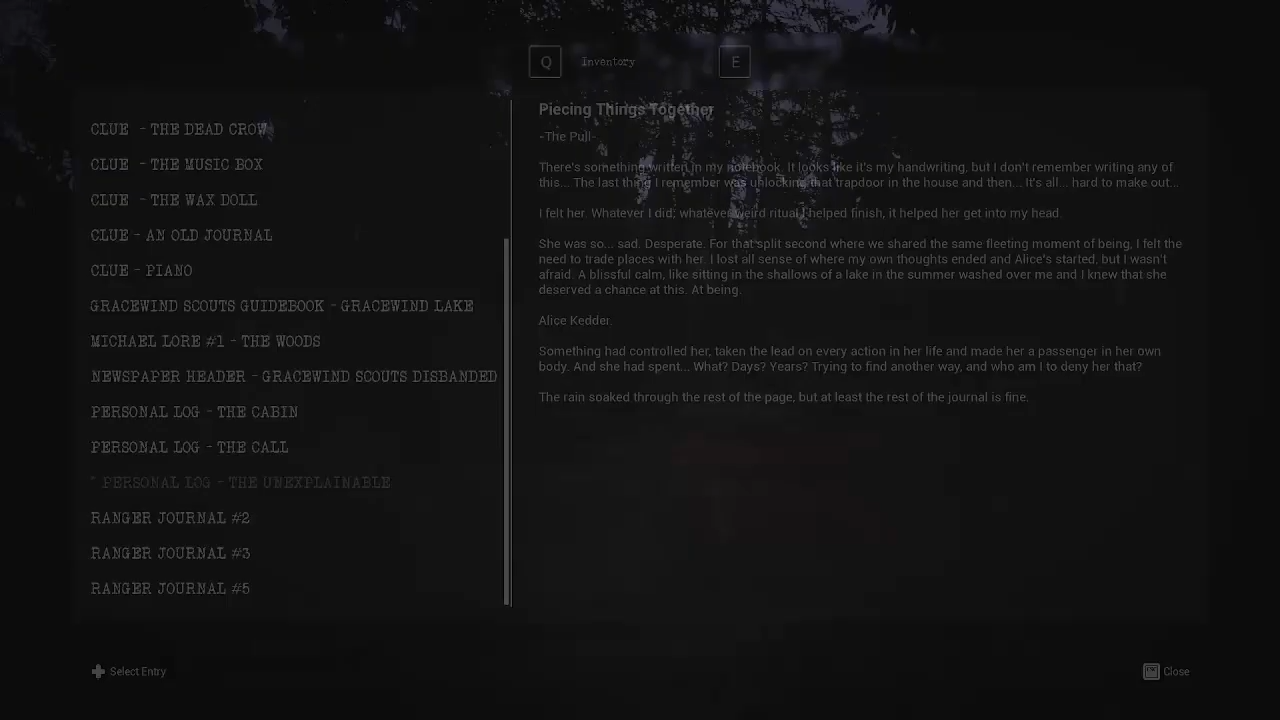 Q Inventory E
CLUE - THE DEAD CROW
CLUE - THE MUSIC BOX
CLUE - THE WAX DOLL
CLUE - AN OLD JOURNAL
CLUE - PIANO
GRACEWIND SCOUTS GUIDEBOOK - GRACEWIND LAKE
MICHAEL LORE #1 - THE WOODS
NEWSPAPER HEADER - GRACEWIND SCOUTS DISBANDED
PERSONAL LOG - THE CABIN
PERSONAL LOG - THE CALL
* PERSONAL LOG - THE UNEXPLAINABLE
RANGER JOURNAL #2
RANGER JOURNAL #3
RANGER JOURNAL #5
Piecing Things Together
-The Pull-
There's something written in my notebook. It looks like it's my handwriting, but I don't remember writing any of
this... The last thing I remember was unlocking that trapdoor in the house and then... It's all... hard to make out...
I felt her. Whatever I did; whatever weird ritual I helped finish, it helped her get into my head.
She was so... sad. Desperate. For that split second where we shared the same fleeting moment of being, I felt the
need to trade places with her. I lost all sense of where my own thoughts ended and Alice's started, but I wasn't
afraid. A blissful calm, like sitting in the shallows of a lake in the summer washed over me and I knew that she
deserved a chance at this. At being.
Alice Kedder.
Something had controlled her, taken the lead on every action in her life and made her a passenger in her own
body. And she had spent... What? Days? Years? Trying to find another way, and who am I to deny her that?
The rain soaked through the rest of the page, but at least the rest of the journal is fine.
Select Entry
Close